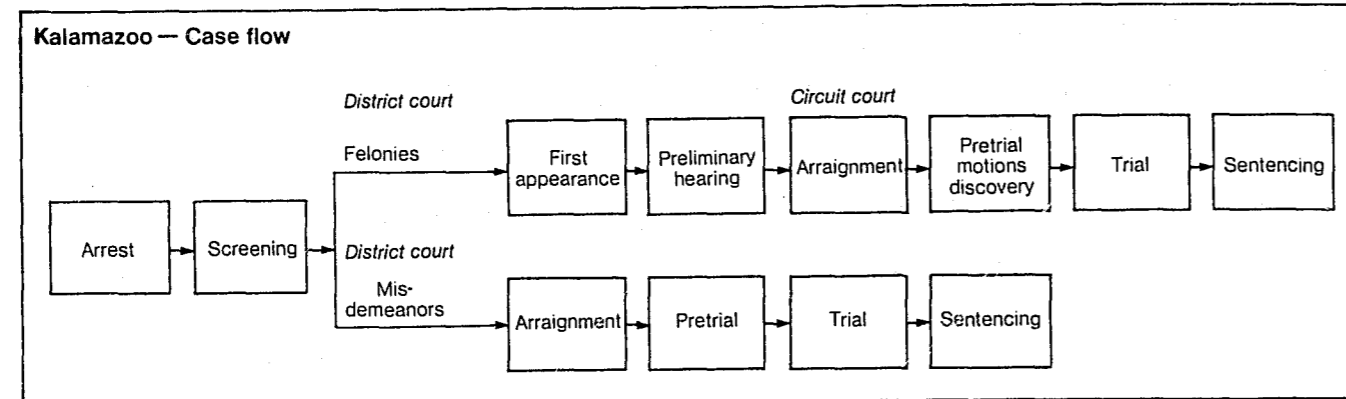 Kalamazoo — Case flow
District court
Circuit court
Felonies
First
appearance
Preliminary
hearing
Arraignment
Pretrial
motions
discovery
Trial
Sentencing
Arrest
Screening
District court
Mis-
demeanors
Arraignment
Pretrial
Trial
Sentencing